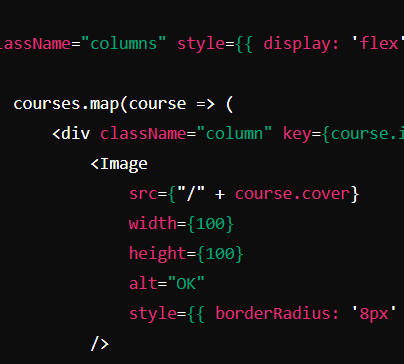 lassName="columns" style={{ display: 'flex'
courses.map(course => (
<div className="column" key={course.i
<Image
src={"/" + course.cover}
width={100}
height={100}
alt="OK"
style={{ borderRadius: '8px'
/>